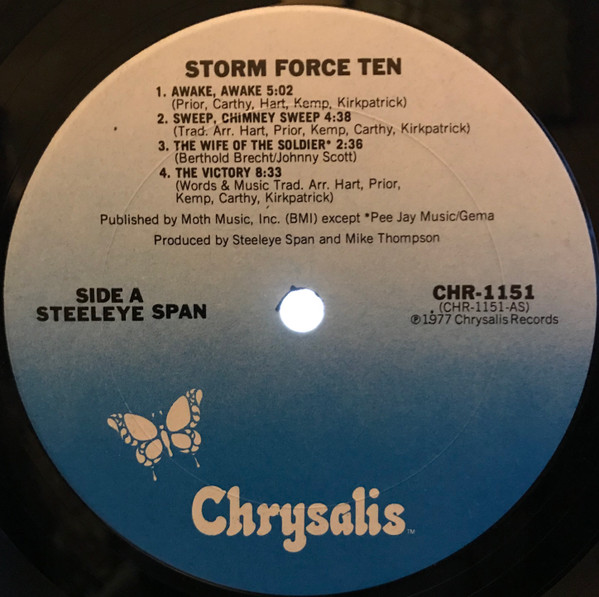 STORM FORCE TEN
1. AWAKE, AWAKE 5:02
(Prior, Carthy, Hart, Kemp, Kirkpatrick)
2. SWEEP, CHiMNEY SWEEP 4:38
(Trad. Arr. Hart, Prior, Kemp, Carthy, Kirkpatrick)
3. THE WIFE OF THE SOLDIER* 2:36
(Berthold Brecht/Johnny Scott)
4. THE VICTORY 8:33
(Words & Music Trad. Arr. Hart, Prior,
Kemp, Carthy, Kirkpatrick)
Published by Moth Music, Inc. (BMI) except *Pee Jay Music/Gema
Produced by Steeleye Span and Mike Thompson
SIDE A
STEELEYE SPAN
CHR-1151
(CHR-1151-AS)
℗1977 Chrysalis Records
Chrysalis™